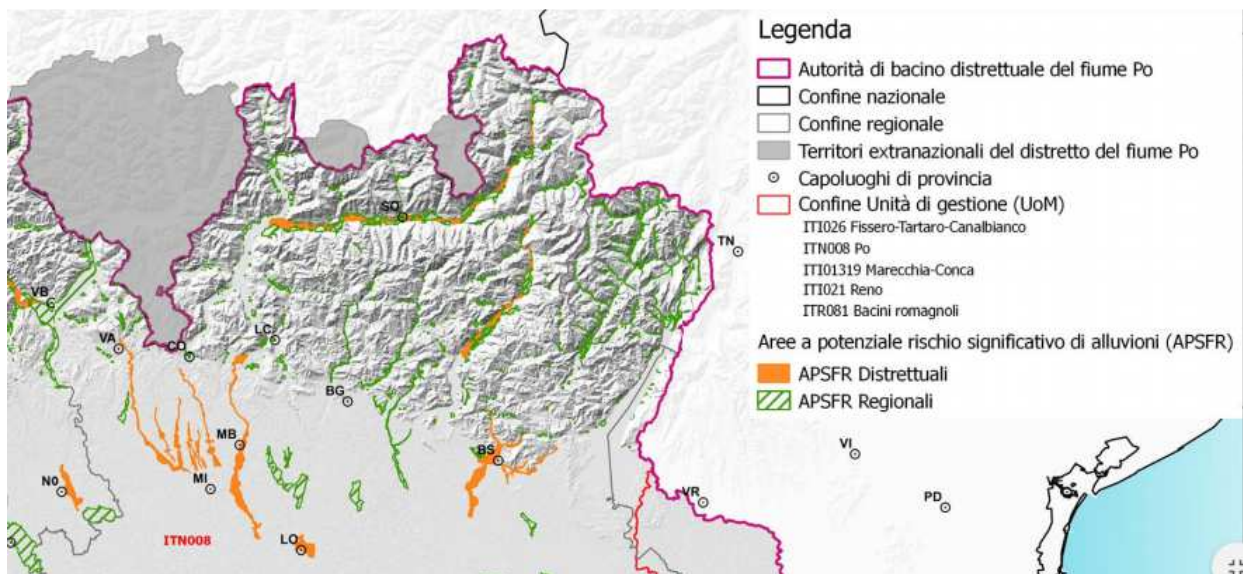 Legenda
Autorità di bacino distrettuale del fiume Po
Confine nazionale
Confine regionale
Territori extranazionali del distretto del fiume Po
Capoluoghi di provincia
Confine Unità di gestione (UoM)
ITI026 Fissero-Tartaro-Canalbianco
ITN008 Po
ITI01319 Marecchia-Conca
ITI021 Reno
ITR081 Bacini romagnoli
Aree a potenziale rischio significativo di alluvioni (APSFR)
APSFR Distrettuali
APSFR Regionali
SO
TN
VB
VA
CO
LC
BG
MB
BS
VI
NO
MI
VR
PD
ITN008
LO